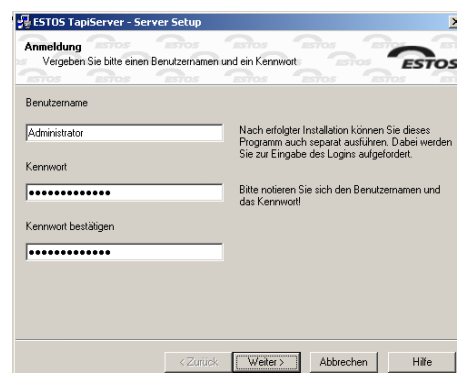 ESTOS TapiServer - Server Setup
Anmeldung
Vergeben Sie bitte einen Benutzernamen und ein Kennwort
ESTOS
Benutzername
Administrator
Nach erfolgter Installation können Sie dieses
Programm auch separat ausführen. Dabei werden
Sie zur Eingabe des Logins aufgefordert.
Kennwort
●●●●●●●●●●●●●
Bitte notieren Sie sich den Benutzernamen und
das Kennwort!
Kennwort bestätigen
●●●●●●●●●●●●●
< Zurück
Weiter >
Abbrechen
Hilfe